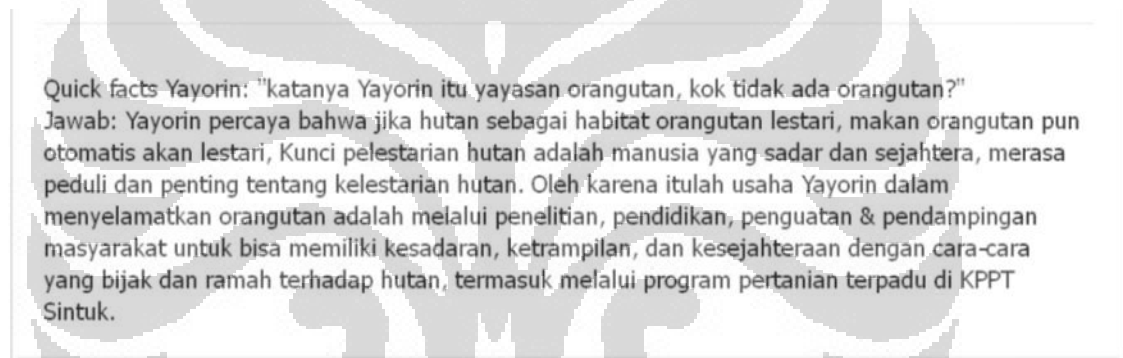 Quick facts Yayorin: "katanya Yayorin itu yayasan orangutan, kok tidak ada orangutan?"
Jawab: Yayorin percaya bahwa jika hutan sebagai habitat orangutan lestari, makan orangutan pun
otomatis akan lestari, Kunci pelestarian hutan adalah manusia yang sadar dan sejahtera, merasa
peduli dan penting tentang kelestarian hutan. Oleh karena itulah usaha Yayorin dalam
menyelamatkan orangutan adalah melalui penelitian, pendidikan, penguatan & pendampingan
masyarakat untuk bisa memiliki kesadaran, ketrampilan, dan kesejahteraan dengan cara-cara
yang bijak dan ramah terhadap hutan, termasuk melalui program pertanian terpadu di KPPT
Sintuk.